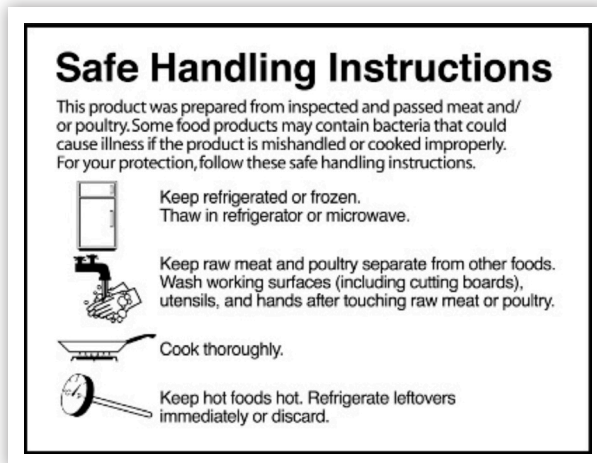 Safe Handling Instructions
This product was prepared from inspected and passed meat and/
or poultry. Some food products may contain bacteria that could
cause illness if the product is mishandled or cooked improperly.
For your protection, follow these safe handling instructions.
Keep refrigerated or frozen.
Thaw in refrigerator or microwave.
Keep raw meat and poultry separate from other foods.
Wash working surfaces (including cutting boards),
utensils, and hands after touching raw meat or poultry.
Cook thoroughly.
Keep hot foods hot. Refrigerate leftovers
immediately or discard.